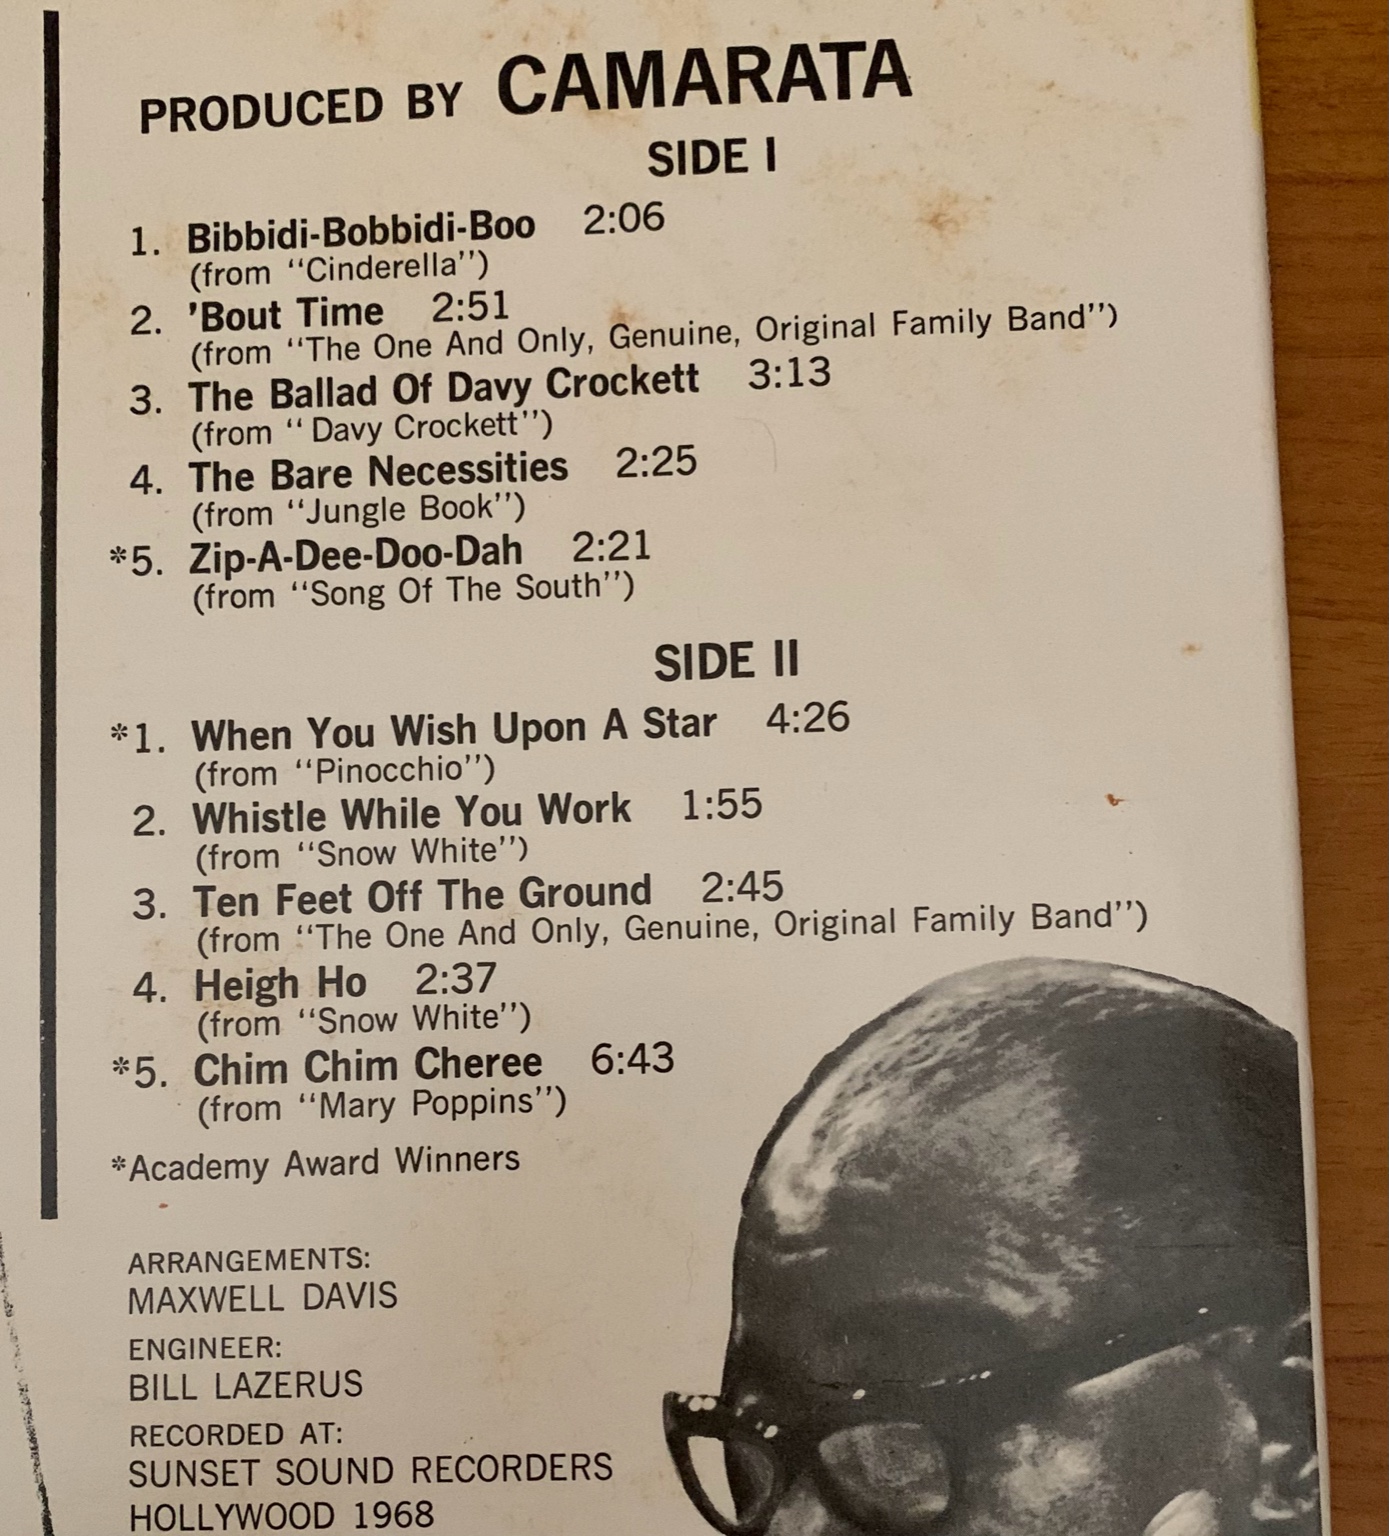 PRODUCED BY CAMARATA
SIDE I
1. Bibbidi-Bobbidi-Boo 2:06
(from "Cinderella")
2. 'Bout Time 2:51
(from "The One And Only, Genuine, Original Family Band")
3. The Ballad Of Davy Crockett 3:13
(from " Davy Crockett")
4. The Bare Necessities 2:25
(from "Jungle Book")
*5. Zip-A-Dee-Doo-Dah 2:21
(from "Song Of The South")
SIDE II
*1. When You Wish Upon A Star 4:26
(from "Pinocchio")
2. Whistle While You Work 1:55
(from "Snow White")
3. Ten Feet Off The Ground 2:45
(from "The One And Only, Genuine, Original Family Band")
4. Heigh Ho 2:37
(from "Snow White")
*5. Chim Chim Cheree 6:43
(from "Mary Poppins")
*Academy Award Winners
ARRANGEMENTS:
MAXWELL DAVIS
ENGINEER:
BILL LAZERUS
RECORDED AT:
SUNSET SOUND RECORDERS
HOLLYWOOD 1968